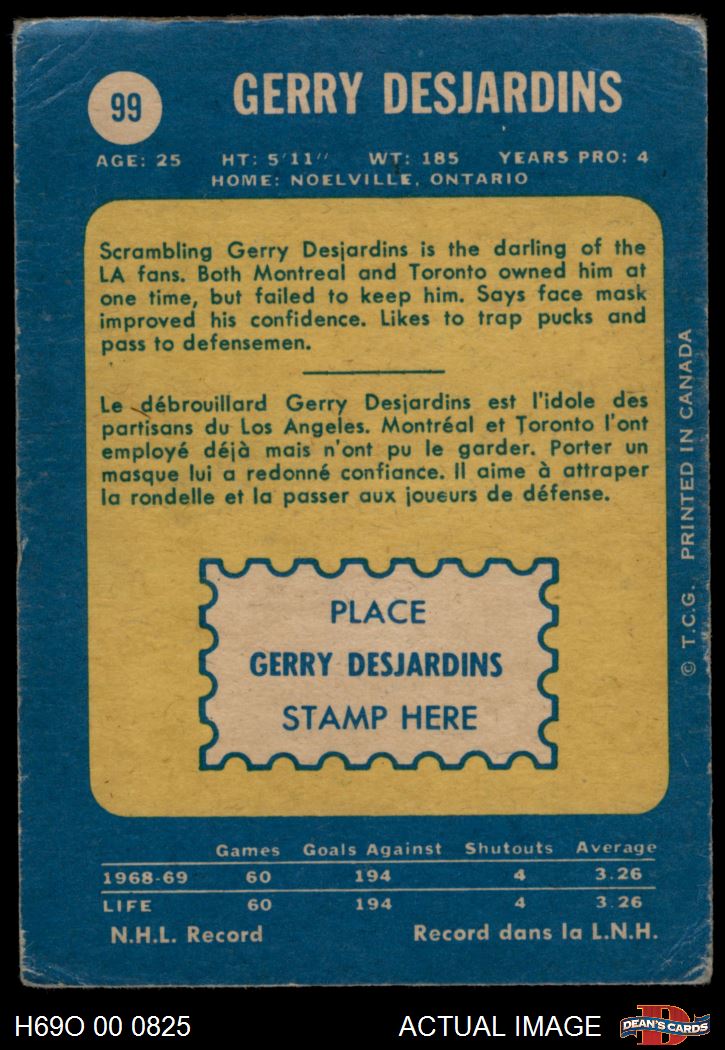 99
GERRY DESJARDINS
AGE: 25 HT: 5'11" WT: 185 YEARS PRO: 4
HOME: NOELVILLE, ONTARIO
Scrambling Gerry Desjardins is the darling of the
LA fans. Both Montreal and Toronto owned him at
one time, but failed to keep him. Says face mask
improved his confidence. Likes to trap pucks and
pass to defensemen.
Le débrouillard Gerry Desjardins est l'idole des
partisans du Los Angeles. Montréal et Toronto l'ont
employé déjà mais n'ont pu le garder. Porter un
masque lui a redonné confiance. Il aime à attraper
la rondelle et la passer aux joueurs de défense.
PLACE
GERRY DESJARDINS
STAMP HERE
© T.C.G. PRINTED IN CANADA
Games Goals Against Shutouts Average
1968-69 60 194 4 3.26
LIFE 60 194 4 3.26
N.H.L. Record Record dans la L.N.H.
H69O 00 0825
ACTUAL IMAGE
D
DEAN'S CARDS